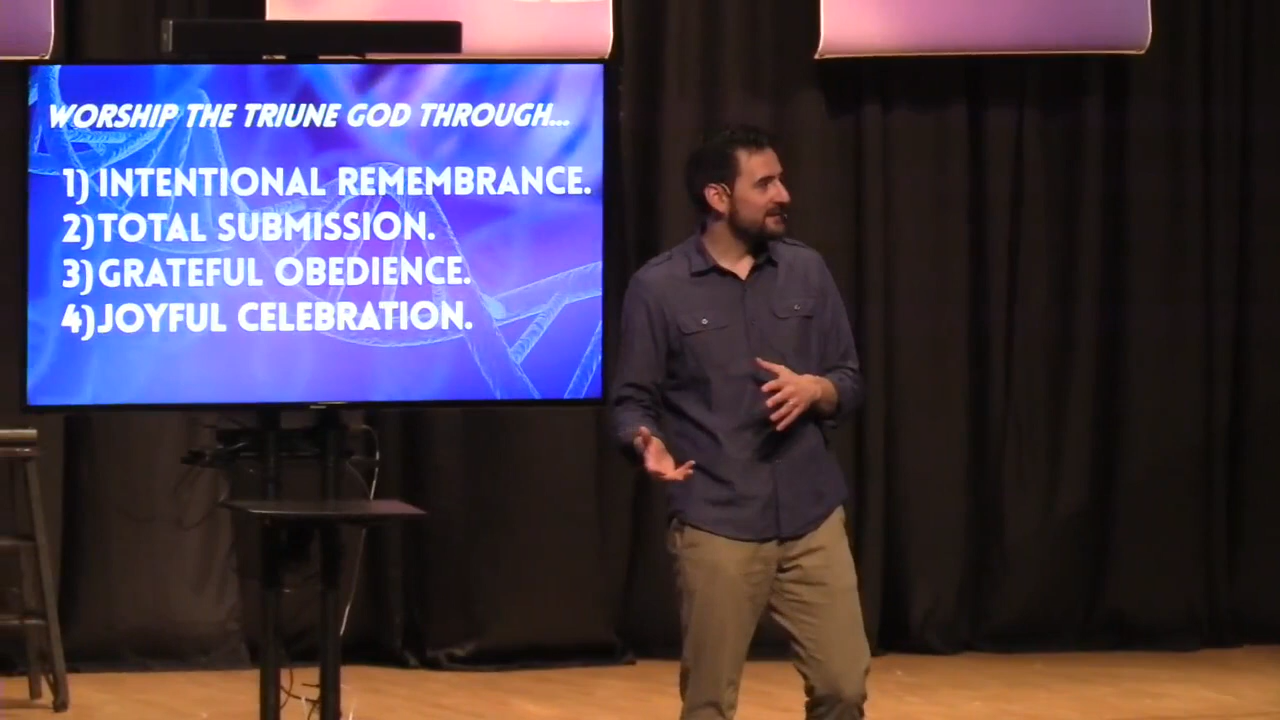 WORSHIP THE TRIUNE GOD THROUGH...
1) INTENTIONAL REMEMBRANCE.
2) TOTAL SUBMISSION.
3) GRATEFUL OBEDIENCE.
4) JOYFUL CELEBRATION.